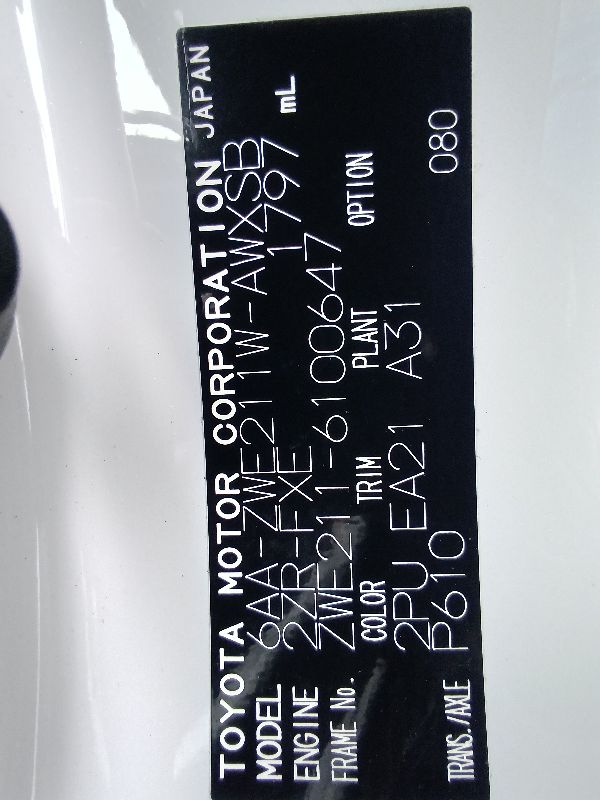 TOYOTA MOTOR CORPORATION JAPAN
MODEL 6AA-ZWE211W-AWXSB
ENGINE 2ZR-FXE 1797 mL
FRAME No. ZWE211-6100647
COLOR TRIM PLANT OPTION
2PU EA21 A31 080
TRANS./AXLE P610